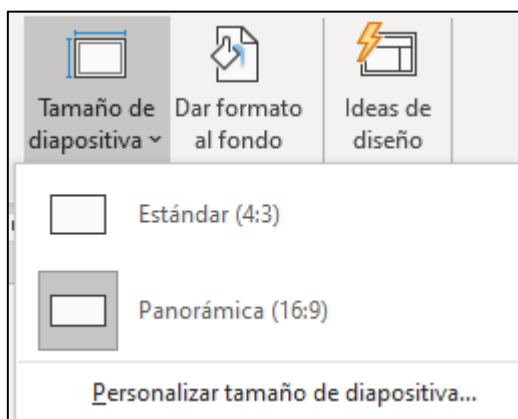 Tamaño de
diapositiva
Dar formato
al fondo
Ideas de
diseño
Estándar (4:3)
Panorámica (16:9)
Personalizar tamaño de diapositiva...